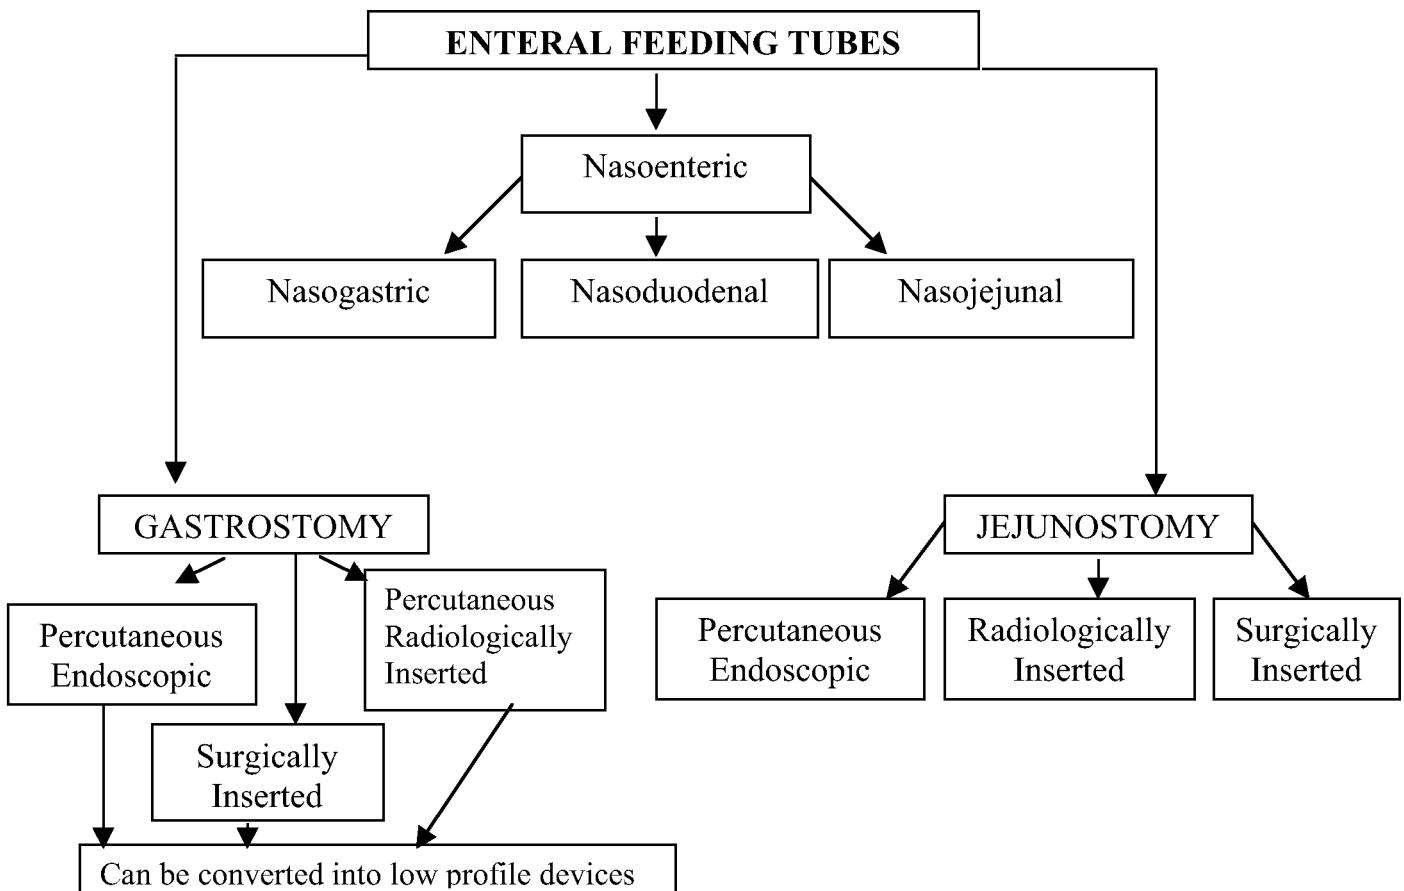 ENTERAL FEEDING TUBES
Nasoenteric
Nasogastric
Nasoduodenal
Nasojejunal
GASTROSTOMY
JEJUNOSTOMY
Percutaneous
Endoscopic
Percutaneous
Radiologically
Inserted
Surgically
Inserted
Percutaneous
Endoscopic
Radiologically
Inserted
Surgically
Inserted
Can be converted into low profile devices